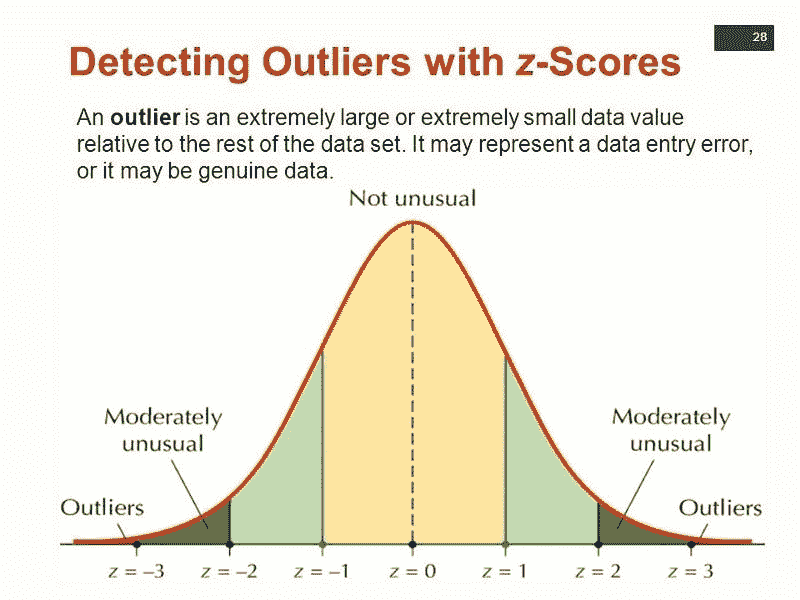 28
Detecting Outliers with z-Scores
An outlier is an extremely large or extremely small data value
relative to the rest of the data set. It may represent a data entry error,
or it may be genuine data.
Not unusual
Moderately
unusual
Moderately
unusual
Outliers
Outliers
z = –3 z = –2 z = –1 z = 0 z = 1 z = 2 z = 3